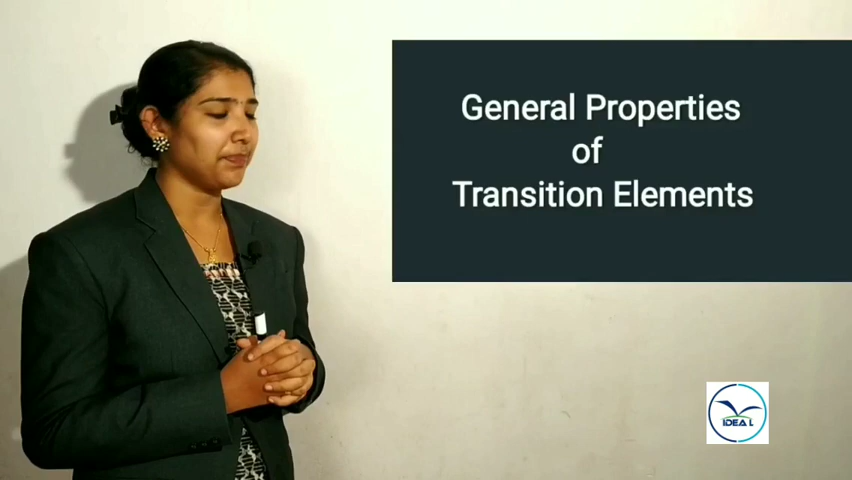 General Properties
of
Transition Elements
IDEAL